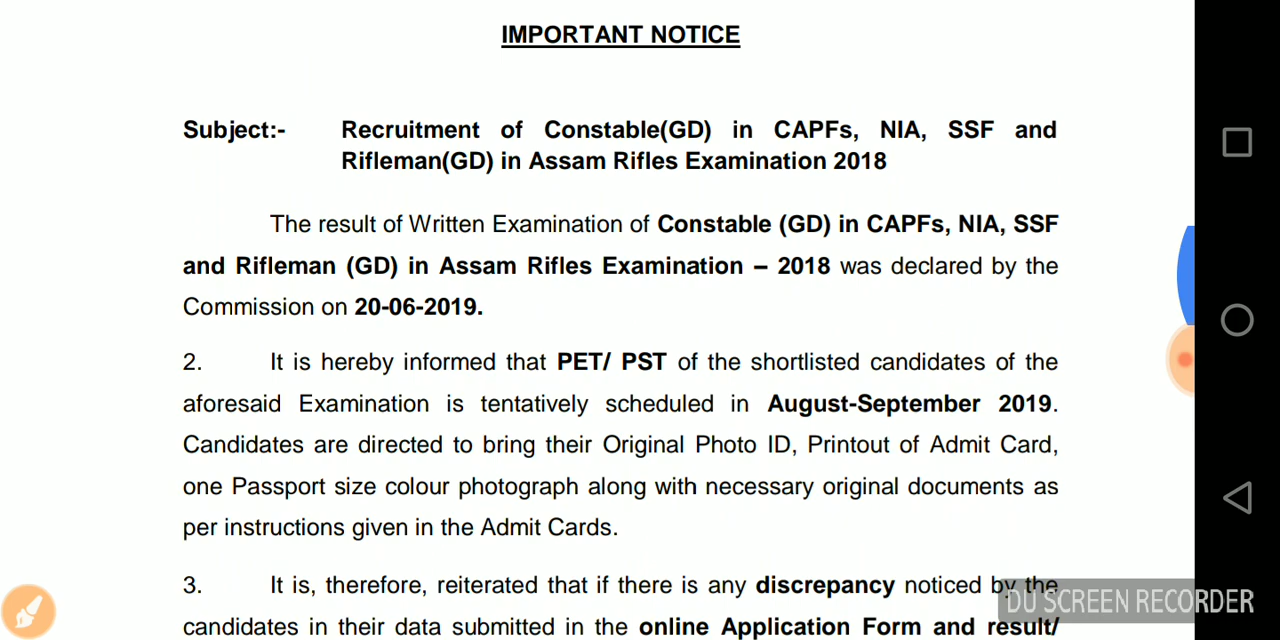 IMPORTANT NOTICE
Subject:- Recruitment of Constable(GD) in CAPFs, NIA, SSF and
Rifleman(GD) in Assam Rifles Examination 2018
The result of Written Examination of Constable (GD) in CAPFs, NIA, SSF
and Rifleman (GD) in Assam Rifles Examination – 2018 was declared by the
Commission on 20-06-2019.
2. It is hereby informed that PET/ PST of the shortlisted candidates of the
aforesaid Examination is tentatively scheduled in August-September 2019.
Candidates are directed to bring their Original Photo ID, Printout of Admit Card,
one Passport size colour photograph along with necessary original documents as
per instructions given in the Admit Cards.
3. It is, therefore, reiterated that if there is any discrepancy noticed by the
candidates in their data submitted in the online Application Form and result/
DU SCREEN RECORDER